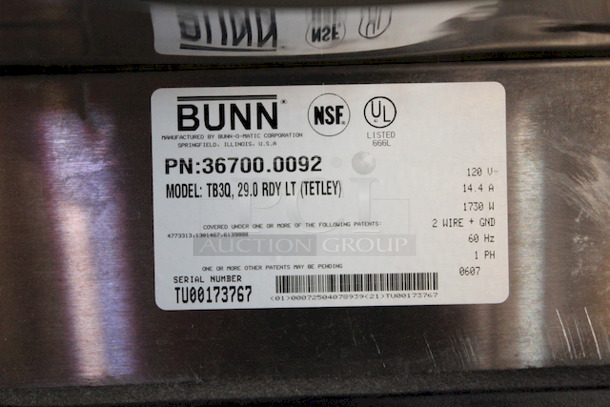 BUNN®
NSF®
UL
LISTED
666L
MANUFACTURED BY BUNN-O-MATIC CORPORATION
SPRINGFIELD, ILLINOIS, U.S.A
PN:36700.0092
MODEL: TB3Q, 29.0 RDY LT (TETLEY)
120 V~
14.4 A
1730 W
2 WIRE + GND
60 Hz
1 PH
0607
COVERED UNDER ONE OR MORE OF THE FOLLOWING PATENTS:
AUCTION GROUP
ONE OR MORE OTHER PATENTS MAY BE PENDING
SERIAL NUMBER
TU00173767
(01)00072504070939(21)TU00173767